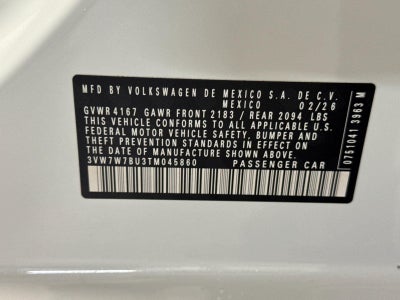 MFD BY VOLKSWAGEN DE MEXICO S.A. DE C.V.
MEXICO 02/26
GVWR 4167 GAWR FRONT 2183 / REAR 2094 LBS
THIS VEHICLE CONFORMS TO ALL APPLICABLE U.S.
FEDERAL MOTOR VEHICLE SAFETY, BUMPER AND
THEFT PREVENTION STANDARDS IN EFFECT ON
THE DATE OF MANUFACTURE SHOWN ABOVE.
3VW7W7BU3TM045860 PASSENGER CAR
0751041 3963 M